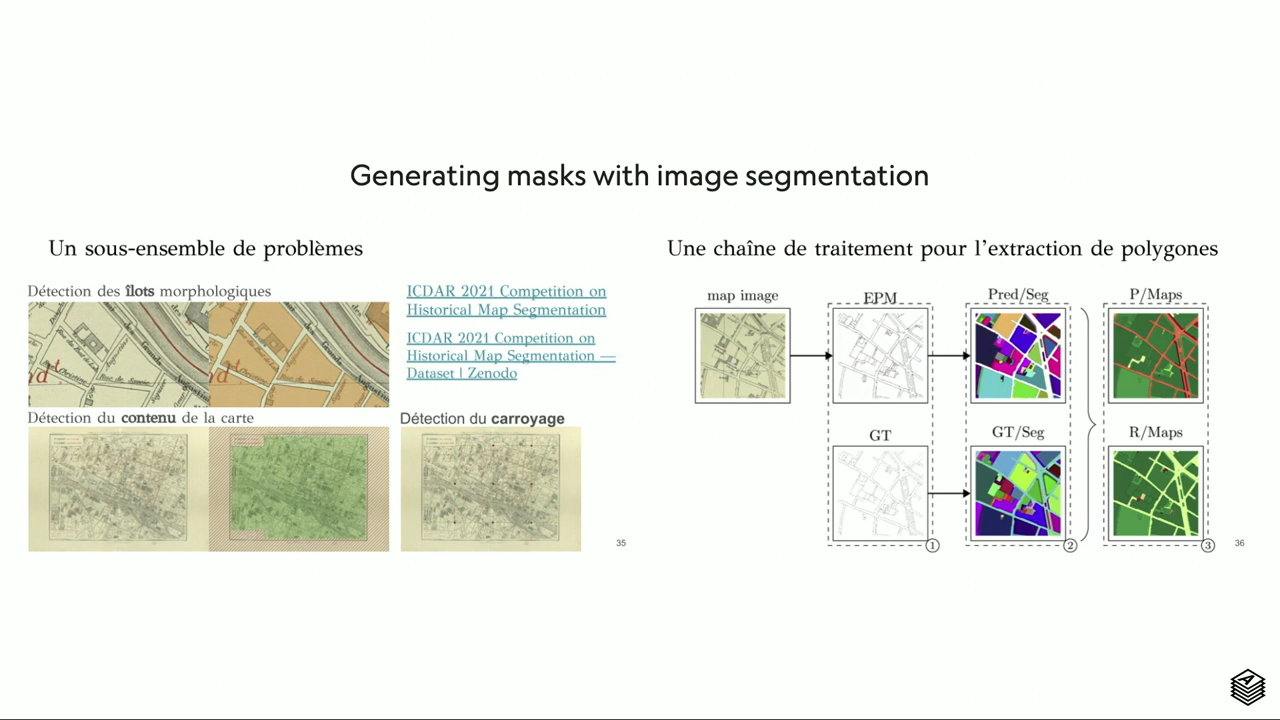 Generating masks with image segmentation
Un sous-ensemble de problèmes
Détection des îlots morphologiques
ICDAR 2021 Competition on
Historical Map Segmentation
ICDAR 2021 Competition on
Historical Map Segmentation —
Dataset | Zenodo
Détection du contenu de la carte
Détection du carroyage
35
Une chaîne de traitement pour l'extraction de polygones
map image
EPM
Pred/Seg
P/Maps
GT
GT/Seg
R/Maps
1
2
3
36